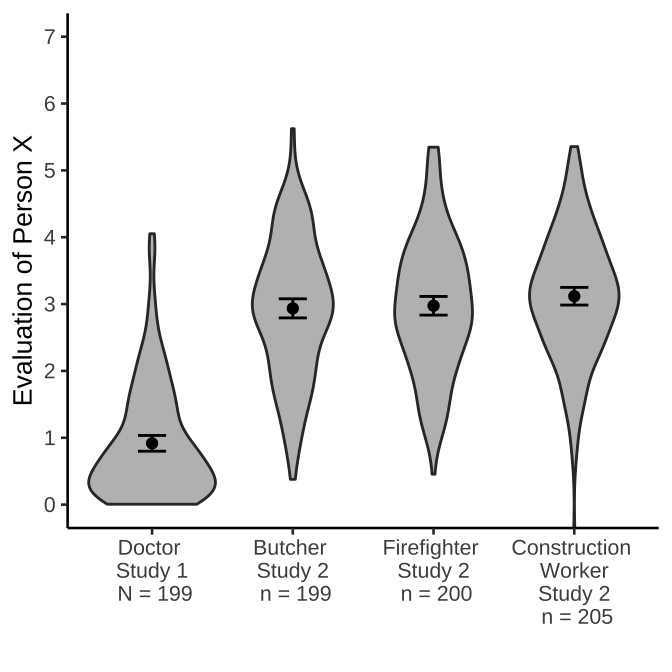 Evaluation of Person X
7
6
5
4
3
2
1
0
Doctor
Study 1
N = 199
Butcher
Study 2
n = 199
Firefighter
Study 2
n = 200
Construction
Worker
Study 2
n = 205